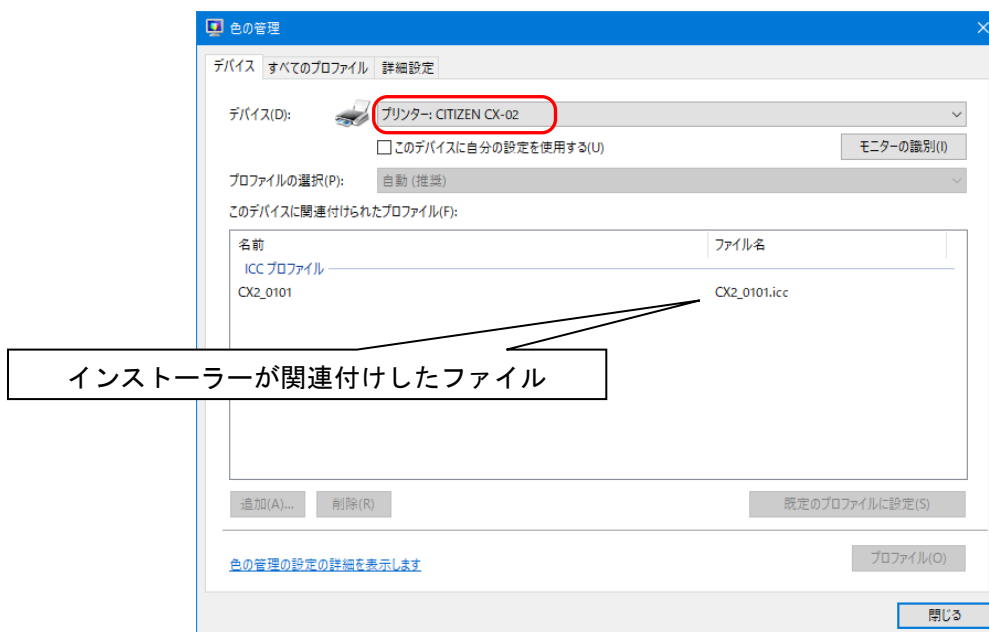 色の管理
デバイス すべてのプロファイル 詳細設定
デバイス(D): プリンター: CITIZEN CX-02
このデバイスに自分の設定を使用する(U) モニターの識別(I)
プロファイルの選択(P): 自動 (推奨)
このデバイスに関連付けられたプロファイル(F):
名前 ファイル名
ICC プロファイル
CX2_0101 CX2_0101.icc
インストーラーが関連付けしたファイル
追加(A)... 削除(R) 既定のプロファイルに設定(S)
色の管理の設定の詳細を表示します プロファイル(O)
閉じる